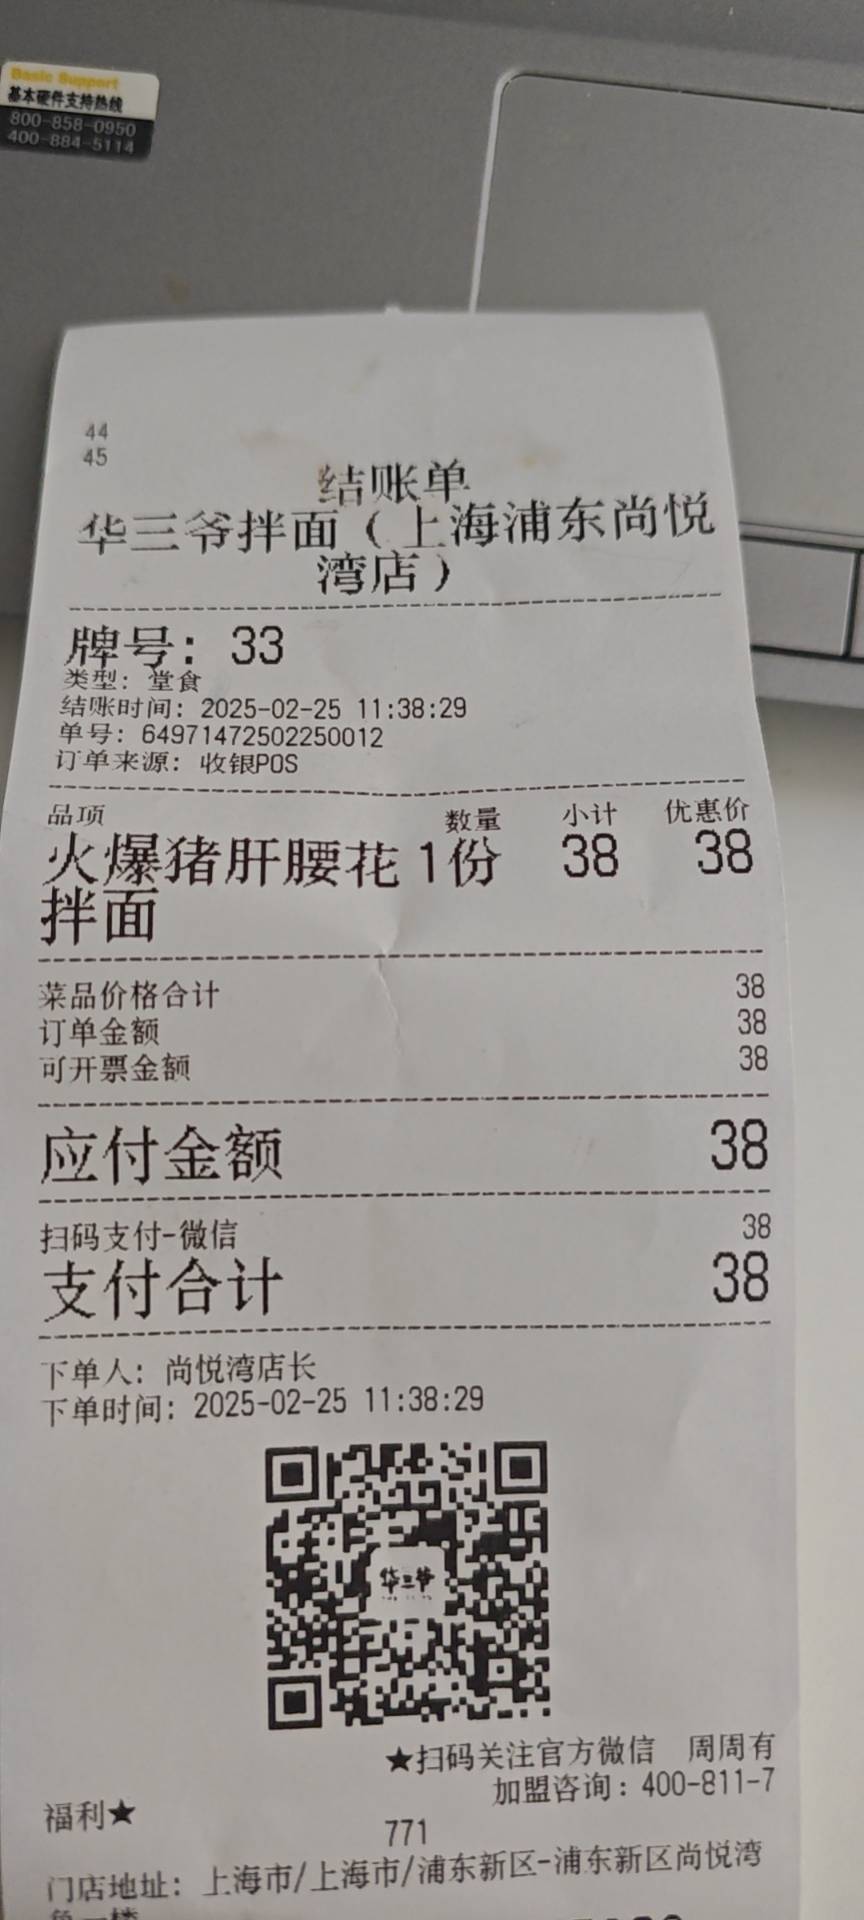 Basic Support
基本硬件支持热线
800-858-0950
400-884-5114
44
45
结账单
华三爷拌面（上海浦东尚悦
湾店）
牌号: 33
类型: 堂食
结账时间: 2025-02-25 11:38:29
单号: 64971472502250012
订单来源: 收银POS
品项 数量 小计 优惠价
火爆猪肝腰花 1份 38 38
拌面
菜品价格合计 38
订单金额 38
可开票金额 38
应付金额 38
扫码支付-微信 38
支付合计 38
下单人: 尚悦湾店长
下单时间: 2025-02-25 11:38:29
华三爷
★扫码关注官方微信 周周有
福利★
加盟咨询: 400-811-7
771
门店地址: 上海市/上海市/浦东新区-浦东新区尚悦湾